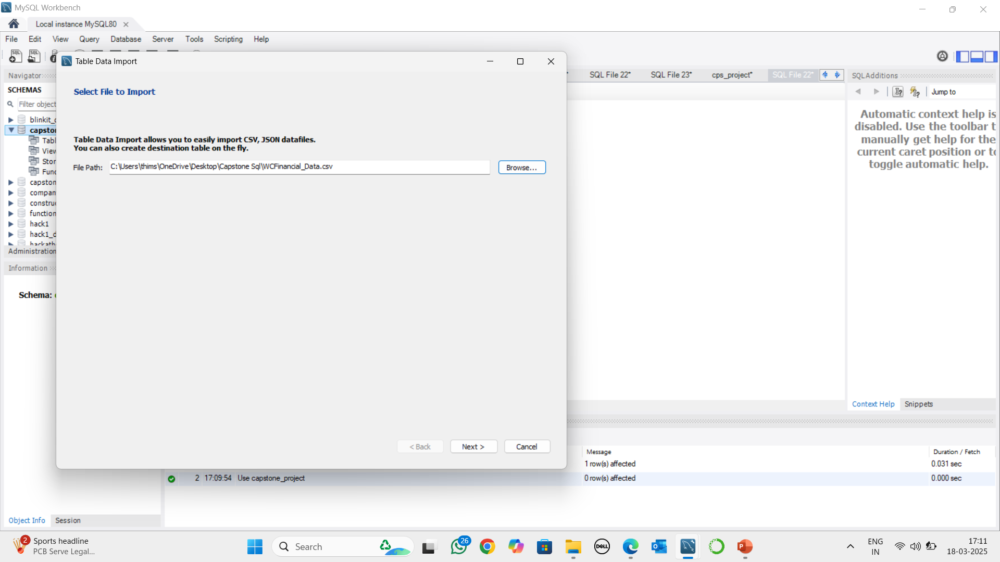 MySQL Workbench
Local instance MySQL80
File Edit View Query Database Server Tools Scripting Help
Table Data Import
Navigator
SQL File 22* SQL File 23* cps_project* SQL File 22*
SQLAdditions
SCHEMAS
Select File to Import
Jump to
Filter object
blinkit_
capston
Tabl
View
Stor
Func
capston
compan
constru
function
hack1
hack1_d
hackath
Administration
Automatic context help is
disabled. Use the toolbar t
manually get help for the
current caret position or to
toggle automatic help.
Table Data Import allows you to easily import CSV, JSON datafiles.
You can also create destination table on the fly.
File Path: C:\Users\thims\OneDrive\Desktop\Capstone Sql\WCFinancial_Data.csv Browse...
Information
Schema:
Context Help Snippets
< Back Next > Cancel
Message Duration / Fetch
1 row(s) affected 0.031 sec
2 17:09:54 Use capstone_project 0 row(s) affected 0.000 sec
Object Info Session
2 Sports headline
PCB Serve Legal...
Search
26
DELL
ENG
IN
17:11
18-03-2025